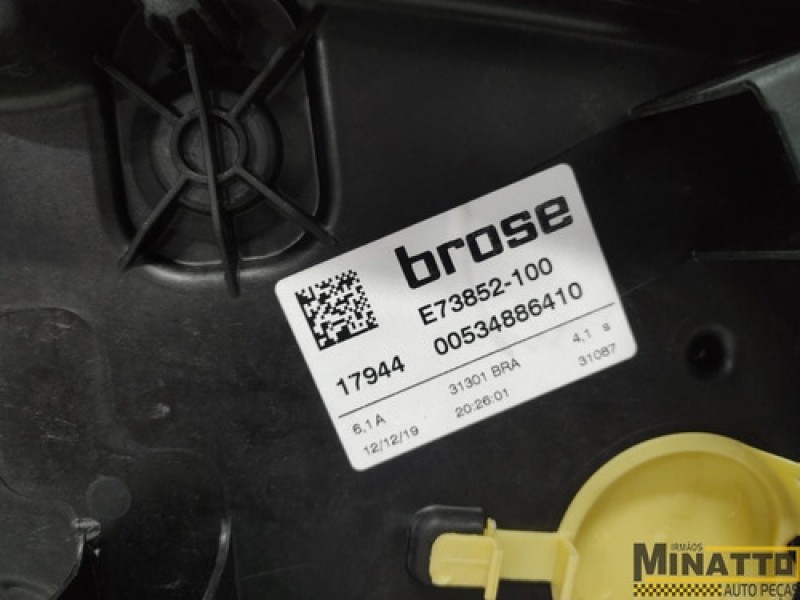 brose
E73852-100
00534886410
17944
31301 BRA
4,1 s
6,1 A
20:26:01
31087
12/12/19
IRMÃOS
MINATTO
AUTO PEÇAS